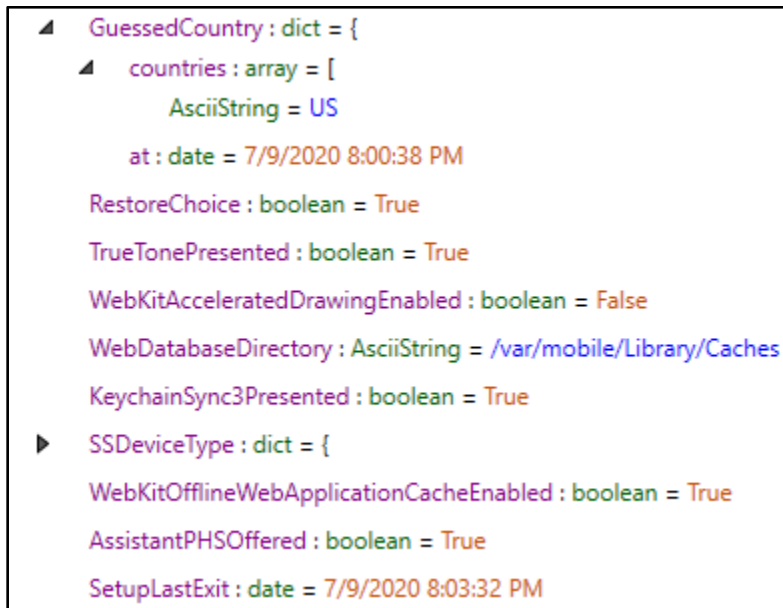 GuessedCountry : dict = {
countries : array = [
AsciiString = US
at : date = 7/9/2020 8:00:38 PM
RestoreChoice : boolean = True
TrueTonePresented : boolean = True
WebKitAcceleratedDrawingEnabled : boolean = False
WebDatabaseDirectory : AsciiString = /var/mobile/Library/Caches
KeychainSync3Presented : boolean = True
SSDeviceType : dict = {
WebKitOfflineWebApplicationCacheEnabled : boolean = True
AssistantPHSOffered : boolean = True
SetupLastExit : date = 7/9/2020 8:03:32 PM